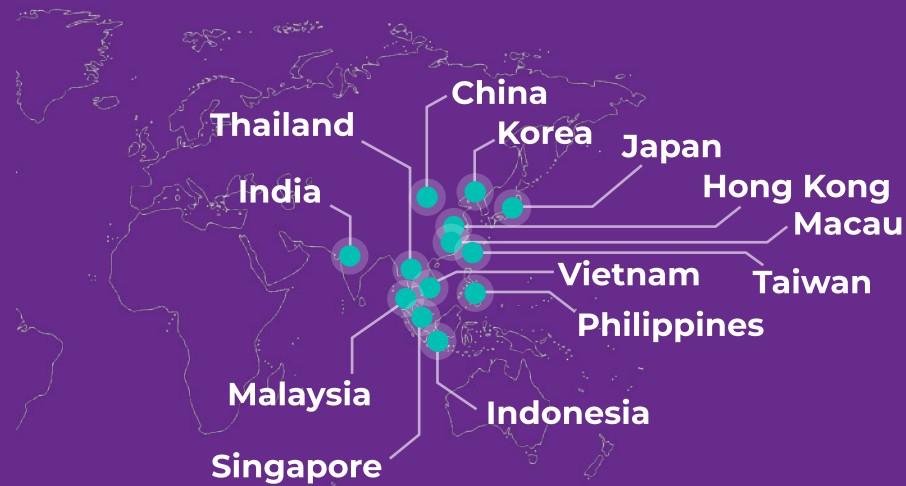 China
Thailand
Korea
Japan
India
Hong Kong
Macau
Vietnam
Taiwan
Philippines
Malaysia
Indonesia
Singapore